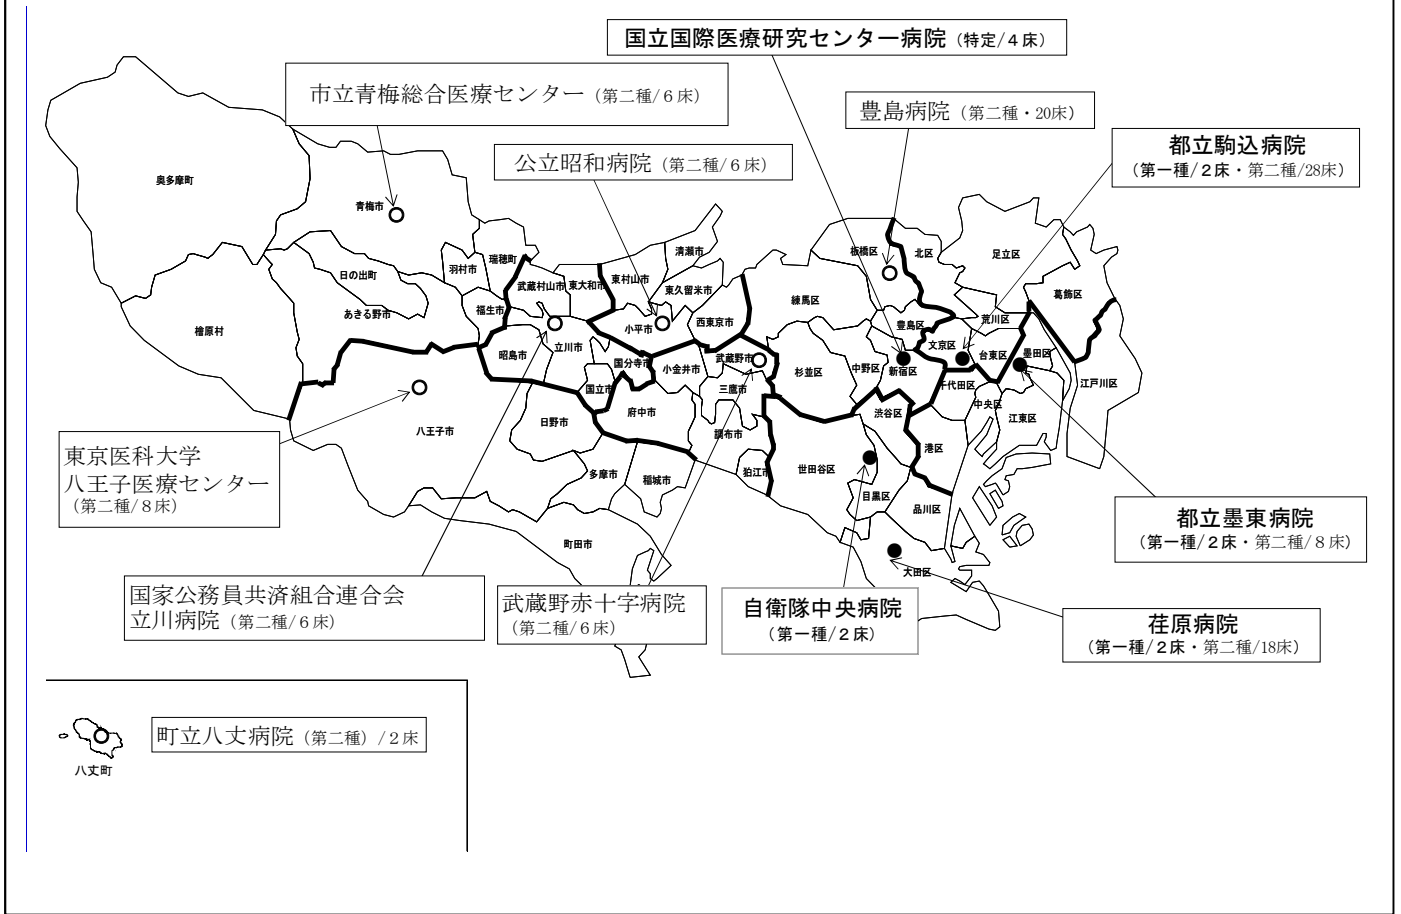 国立国際医療研究センター病院（特定/４床）
市立青梅総合医療センター（第二種/６床）
豊島病院（第二種・20床）
都立駒込病院
（第一種/２床・第二種/28床）
公立昭和病院（第二種/６床）
奥多摩町
青梅市
瑞穂町
羽村市
日の出町
あきる野市
福生市
檜原村
武蔵村山市
東大和市
東村山市
清瀬市
東久留米市
小平市
西東京市
昭島市
立川市
国分寺市
国立市
小金井市
武蔵野市
三鷹市
府中市
調布市
狛江市
日野市
八王子市
多摩市
稲城市
町田市
板橋区
北区
足立区
葛飾区
練馬区
豊島区
文京区
荒川区
台東区
墨田区
江戸川区
杉並区
中野区
新宿区
千代田区
中央区
江東区
渋谷区
港区
世田谷区
目黒区
品川区
大田区
東京医科大学
八王子医療センター
（第二種/８床）
都立墨東病院
（第一種/２床・第二種/８床）
国家公務員共済組合連合会
立川病院（第二種/６床）
武蔵野赤十字病院
（第二種/６床）
自衛隊中央病院
（第一種/２床）
荏原病院
（第一種/２床・第二種/18床）
町立八丈病院（第二種）/２床
八丈町